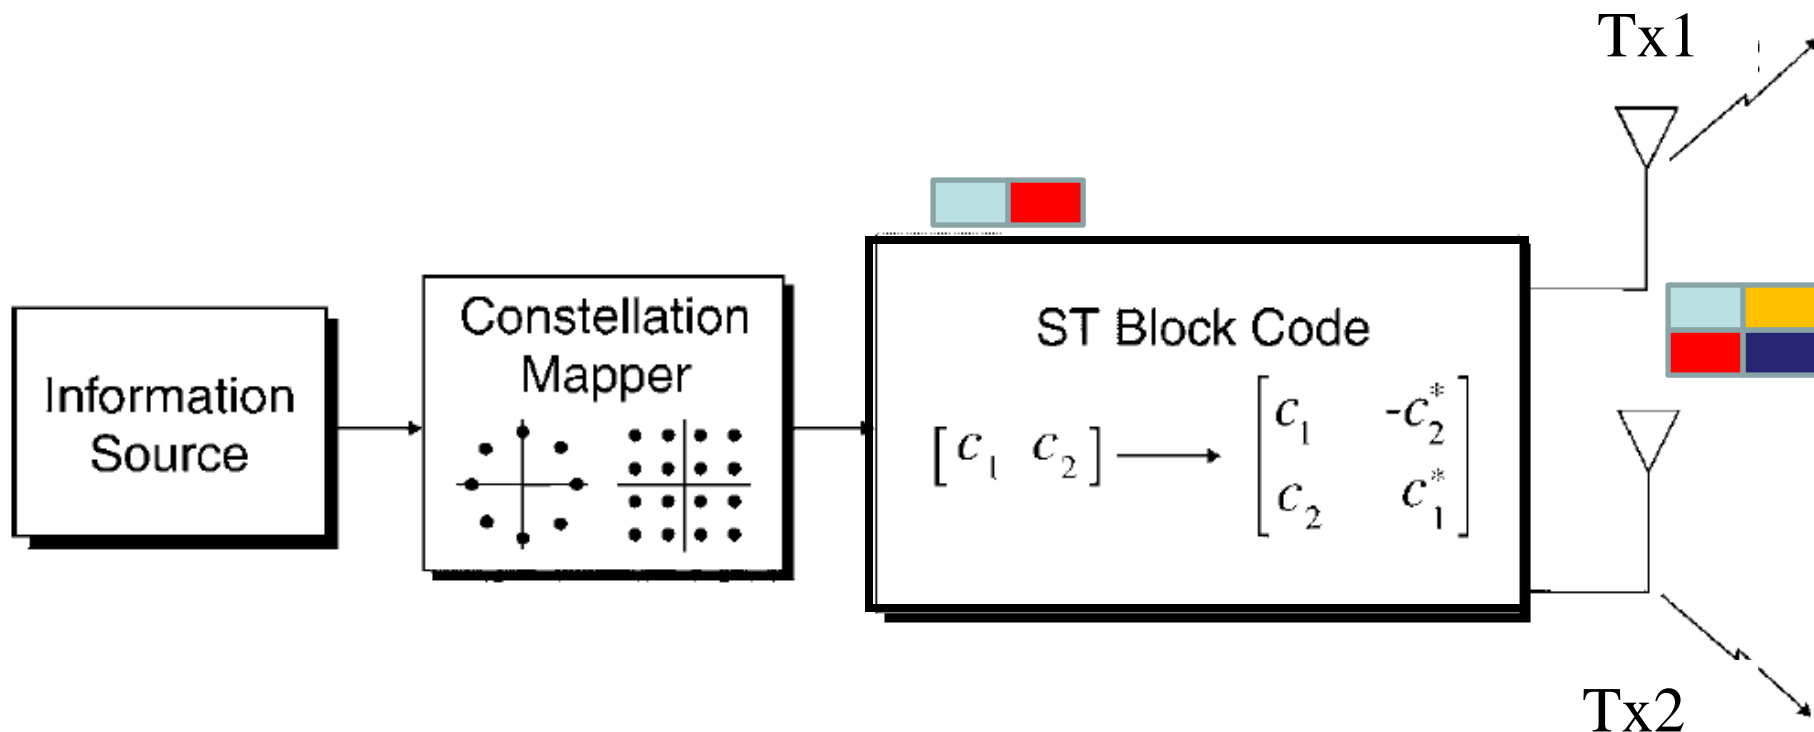 Tx1
Information
Source
Constellation
Mapper
ST Block Code
[c₁ c₂] → [c₁ -c₂*
c₂ c₁*]
Tx2